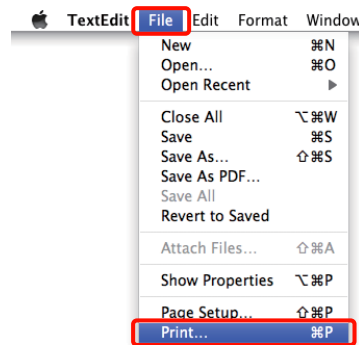 TextEdit File Edit Format Window
New ⌘N
Open... ⌘O
Open Recent ▶
Close All ⌥⌘W
Save ⌘S
Save As... ⇧⌘S
Save As PDF...
Save All
Revert to Saved
Attach Files... ⇧⌘A
Show Properties ⌥⌘P
Page Setup... ⇧⌘P
Print... ⌘P